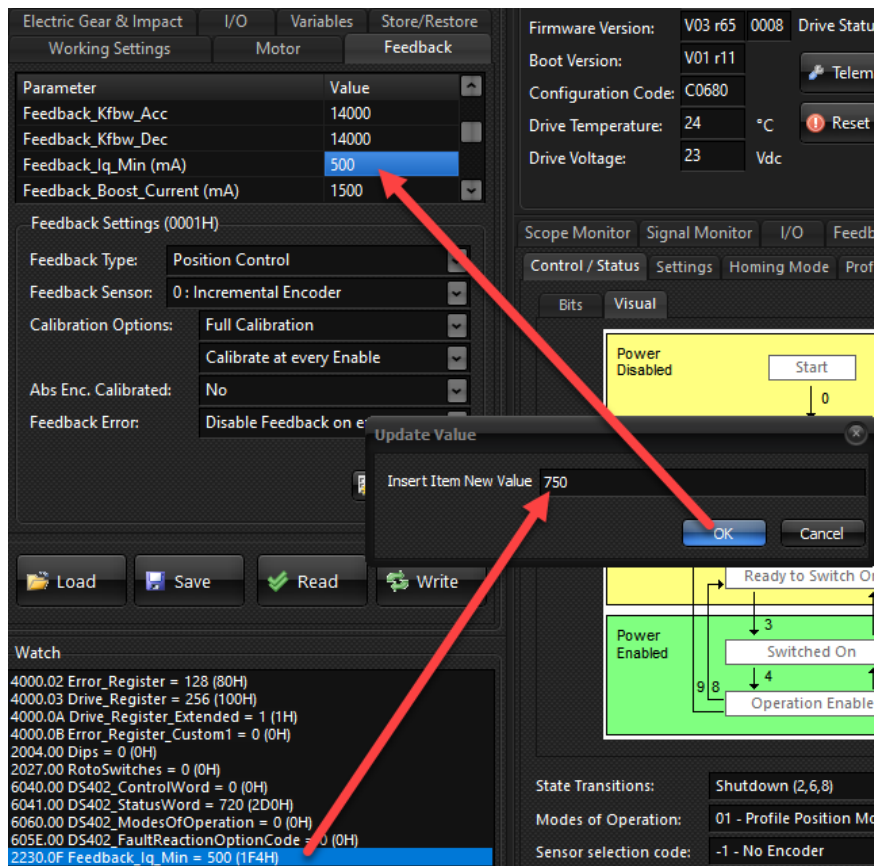 Electric Gear & Impact I/O Variables Store/Restore
Working Settings Motor Feedback
Parameter Value
Feedback_Kfbw_Acc 14000
Feedback_Kfbw_Dec 14000
Feedback_Iq_Min (mA) 500
Feedback_Boost_Current (mA) 1500
Feedback Settings (0001H)
Feedback Type: Position Control
Feedback Sensor: 0 : Incremental Encoder
Calibration Options: Full Calibration
Calibrate at every Enable
Abs Enc. Calibrated: No
Feedback Error: Disable Feedback on e
Load Save Read Write
Watch
4000.02 Error_Register = 128 (80H)
4000.03 Drive_Register = 256 (100H)
4000.0A Drive_Register_Extended = 1 (1H)
4000.0B Error_Register_Custom1 = 0 (0H)
2004.00 Dips = 0 (0H)
2027.00 RotoSwitches = 0 (0H)
6040.00 DS402_ControlWord = 0 (0H)
6041.00 DS402_StatusWord = 720 (2D0H)
6060.00 DS402_ModesOfOperation = 0 (0H)
605E.00 DS402_FaultReactionOptionCode = 0 (0H)
2230.0F Feedback_Iq_Min = 500 (1F4H)
Update Value
Insert Item New Value 750
OK Cancel
Firmware Version: V03 r65 0008 Drive Statu
Boot Version: V01 r11 Telem
Configuration Code: C0680
Drive Temperature: 24 °C Reset
Drive Voltage: 23 Vdc
Scope Monitor Signal Monitor I/O Feedb
Control / Status Settings Homing Mode Prof
Bits Visual
Power
Disabled
Start
0
Ready to Switch On
3
Power
Enabled
Switched On
4
9 8
Operation Enable
State Transitions: Shutdown (2,6,8)
Modes of Operation: 01 - Profile Position Mo
Sensor selection code: -1 - No Encoder